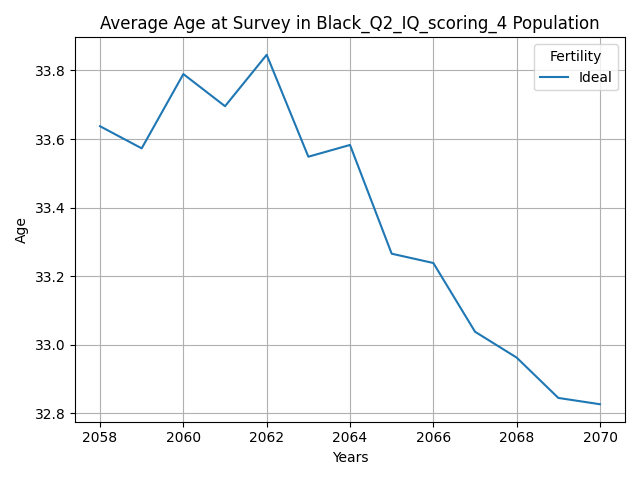 Average Age at Survey in Black_Q2_IQ_scoring_4 Population
Fertility
Ideal
33.8
33.6
33.4
33.2
33.0
32.8
Age
2058 2060 2062 2064 2066 2068 2070
Years